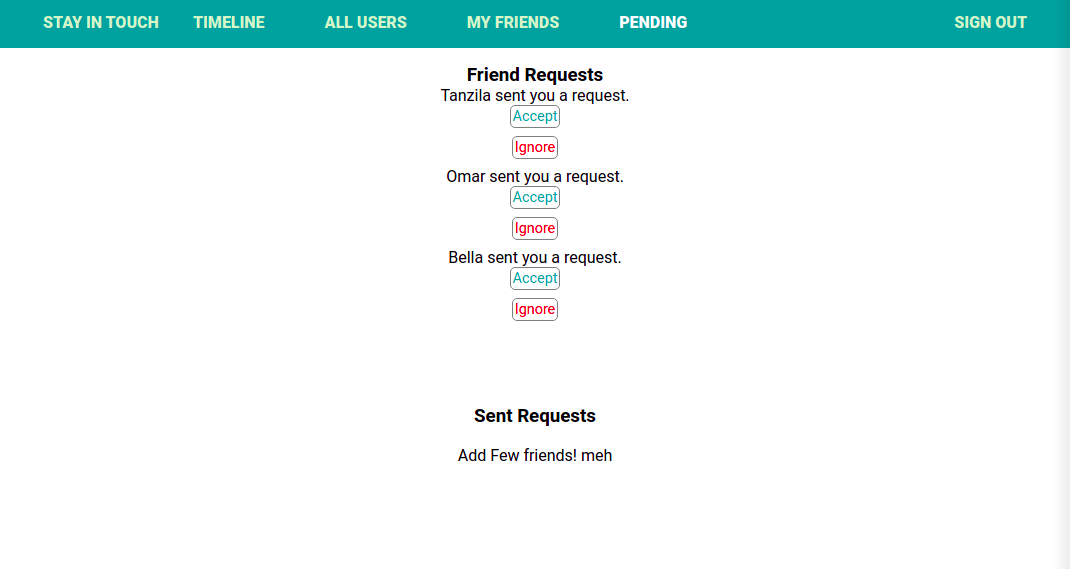 STAY IN TOUCH TIMELINE ALL USERS MY FRIENDS PENDING SIGN OUT
Friend Requests
Tanzila sent you a request.
Accept
Ignore
Omar sent you a request.
Accept
Ignore
Bella sent you a request.
Accept
Ignore
Sent Requests
Add Few friends! meh